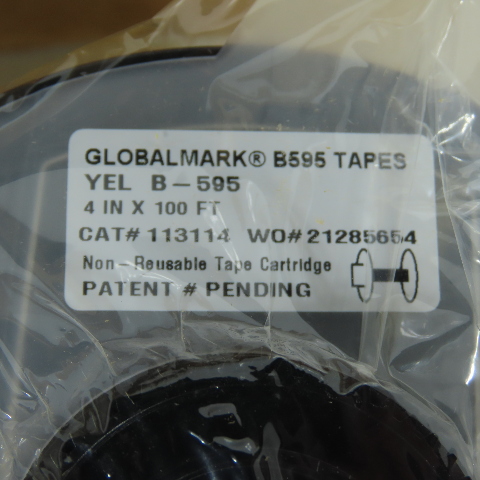 GLOBALMARK® B595 TAPES
YEL B-595
4 IN X 100 FT
CAT# 113114 WO# 21285654
Non-Reusable Tape Cartridge
PATENT # PENDING